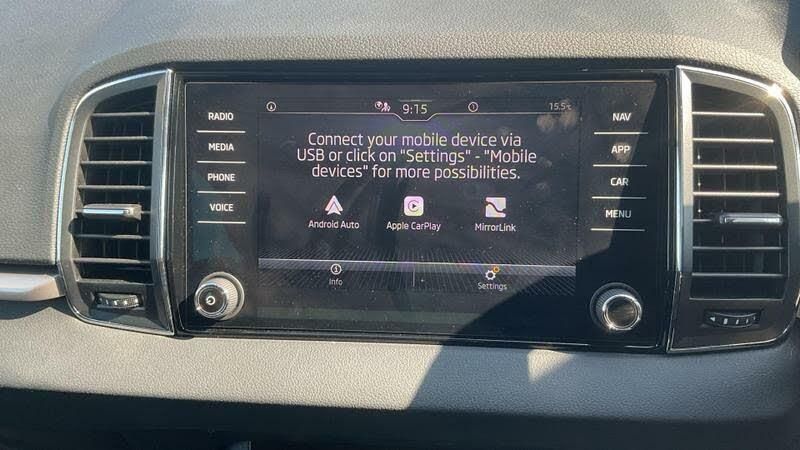 9:15
15.5°C
RADIO
MEDIA
PHONE
VOICE
Connect your mobile device via
USB or click on "Settings" - "Mobile
devices" for more possibilities.
Android Auto
Apple CarPlay
MirrorLink
Info
Settings
NAV
APP
CAR
MENU